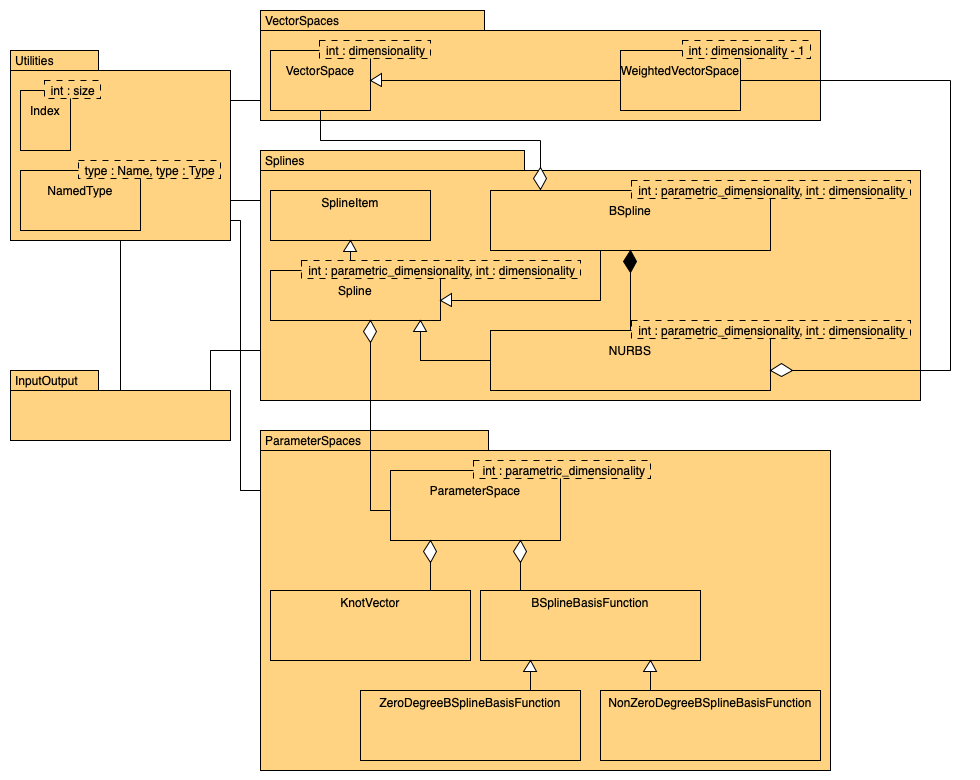 VectorSpaces
int : dimensionality
VectorSpace
int : dimensionality - 1
WeightedVectorSpace
Utilities
int : size
Index
type : Name, type : Type
NamedType
Splines
SplineItem
int : parametric_dimensionality, int : dimensionality
BSpline
int : parametric_dimensionality, int : dimensionality
Spline
int : parametric_dimensionality, int : dimensionality
NURBS
InputOutput
ParameterSpaces
int : parametric_dimensionality
ParameterSpace
KnotVector
BSplineBasisFunction
ZeroDegreeBSplineBasisFunction
NonZeroDegreeBSplineBasisFunction